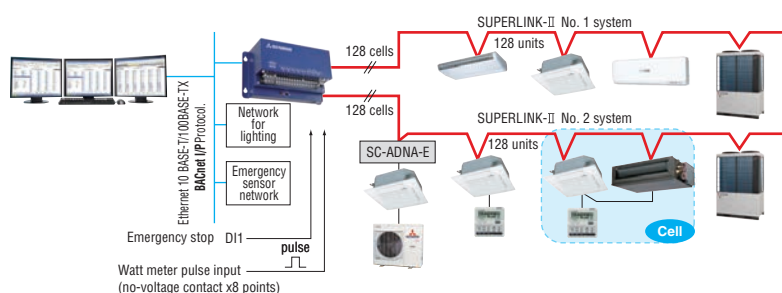 SUPERLINK-II No. 1 system
128 cells
128 units
128 cells
SUPERLINK-II No. 2 system
128 units
SC-ADNA-E
Ethernet 10 BASE-T/100BASE-TX
BACnet I/PProtocol.
Network
for
lighting
Emergency
sensor
network
Cell
Emergency stop DI1
pulse
Watt meter pulse input
(no-voltage contact x8 points)